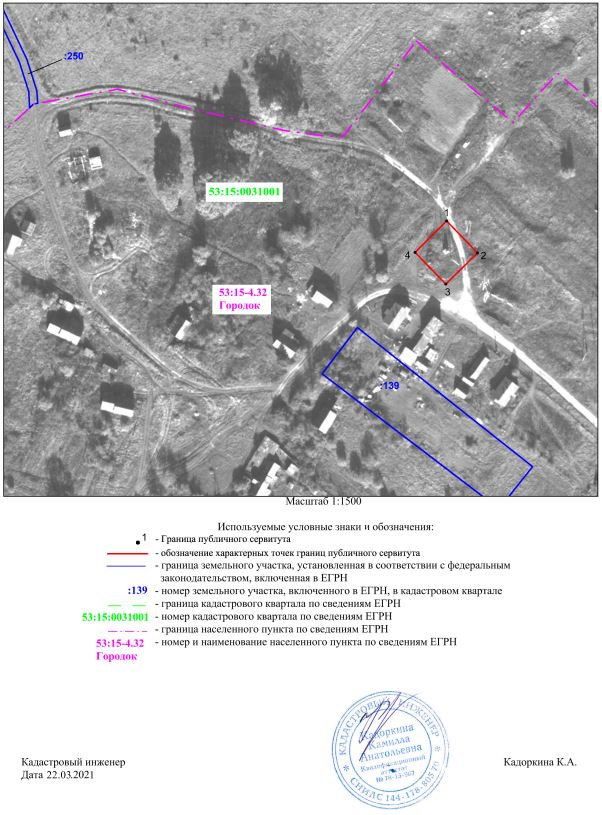 :250
53:15:0031001
1
2
4
3
53:15-4.32
Городок
:139
Масштаб 1:1500
Используемые условные знаки и обозначения:
1 - Граница публичного сервитута
- обозначение характерных точек границ публичного сервитута
- граница земельного участка, установленная в соответствии с федеральным
законодательством, включенная в ЕГРН
:139 - номер земельного участка, включенного в ЕГРН, в кадастровом квартале
- граница кадастрового квартала по сведениям ЕГРН
53:15:0031001 - номер кадастрового квартала по сведениям ЕГРН
- граница населенного пункта по сведениям ЕГРН
53:15-4.32 - номер и наименование населенного пункта по сведениям ЕГРН
Городок
КАДАСТРОВЫЙ ИНЖЕНЕР
Кадоркина
Камилла
Анатольевна
Квалификационный
аттестат
СНИЛС 144-178-805 70
Кадастровый инженер Кадоркина К.А.
Дата 22.03.2021